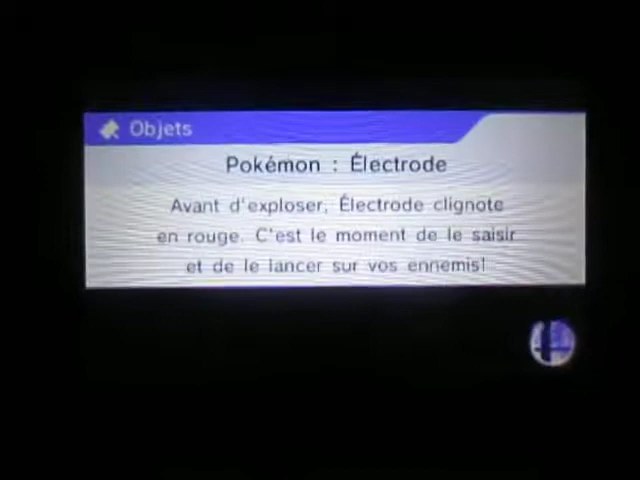 Objets
Pokémon : Électrode
Avant d'exploser, Électrode clignote
en rouge. C'est le moment de le saisir
et de le lancer sur vos ennemis!